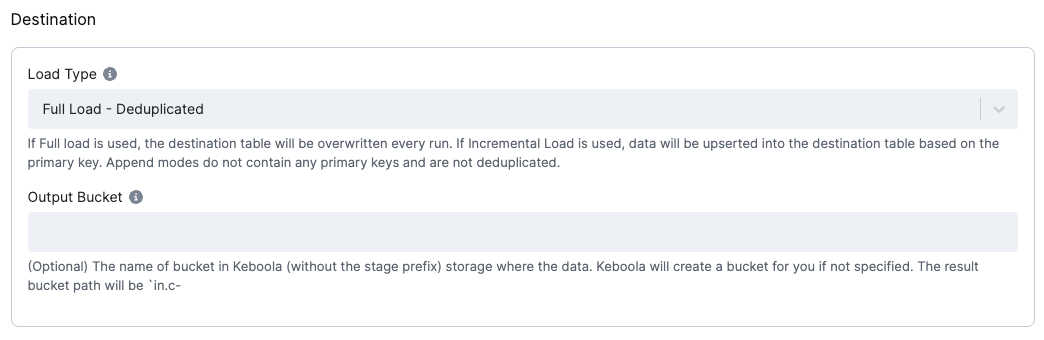 Destination
Load Type
Full Load - Deduplicated
If Full load is used, the destination table will be overwritten every run. If Incremental Load is used, data will be upserted into the destination table based on the
primary key. Append modes do not contain any primary keys and are not deduplicated.
Output Bucket
(Optional) The name of bucket in Keboola (without the stage prefix) storage where the data. Keboola will create a bucket for you if not specified. The result
bucket path will be `in.c-